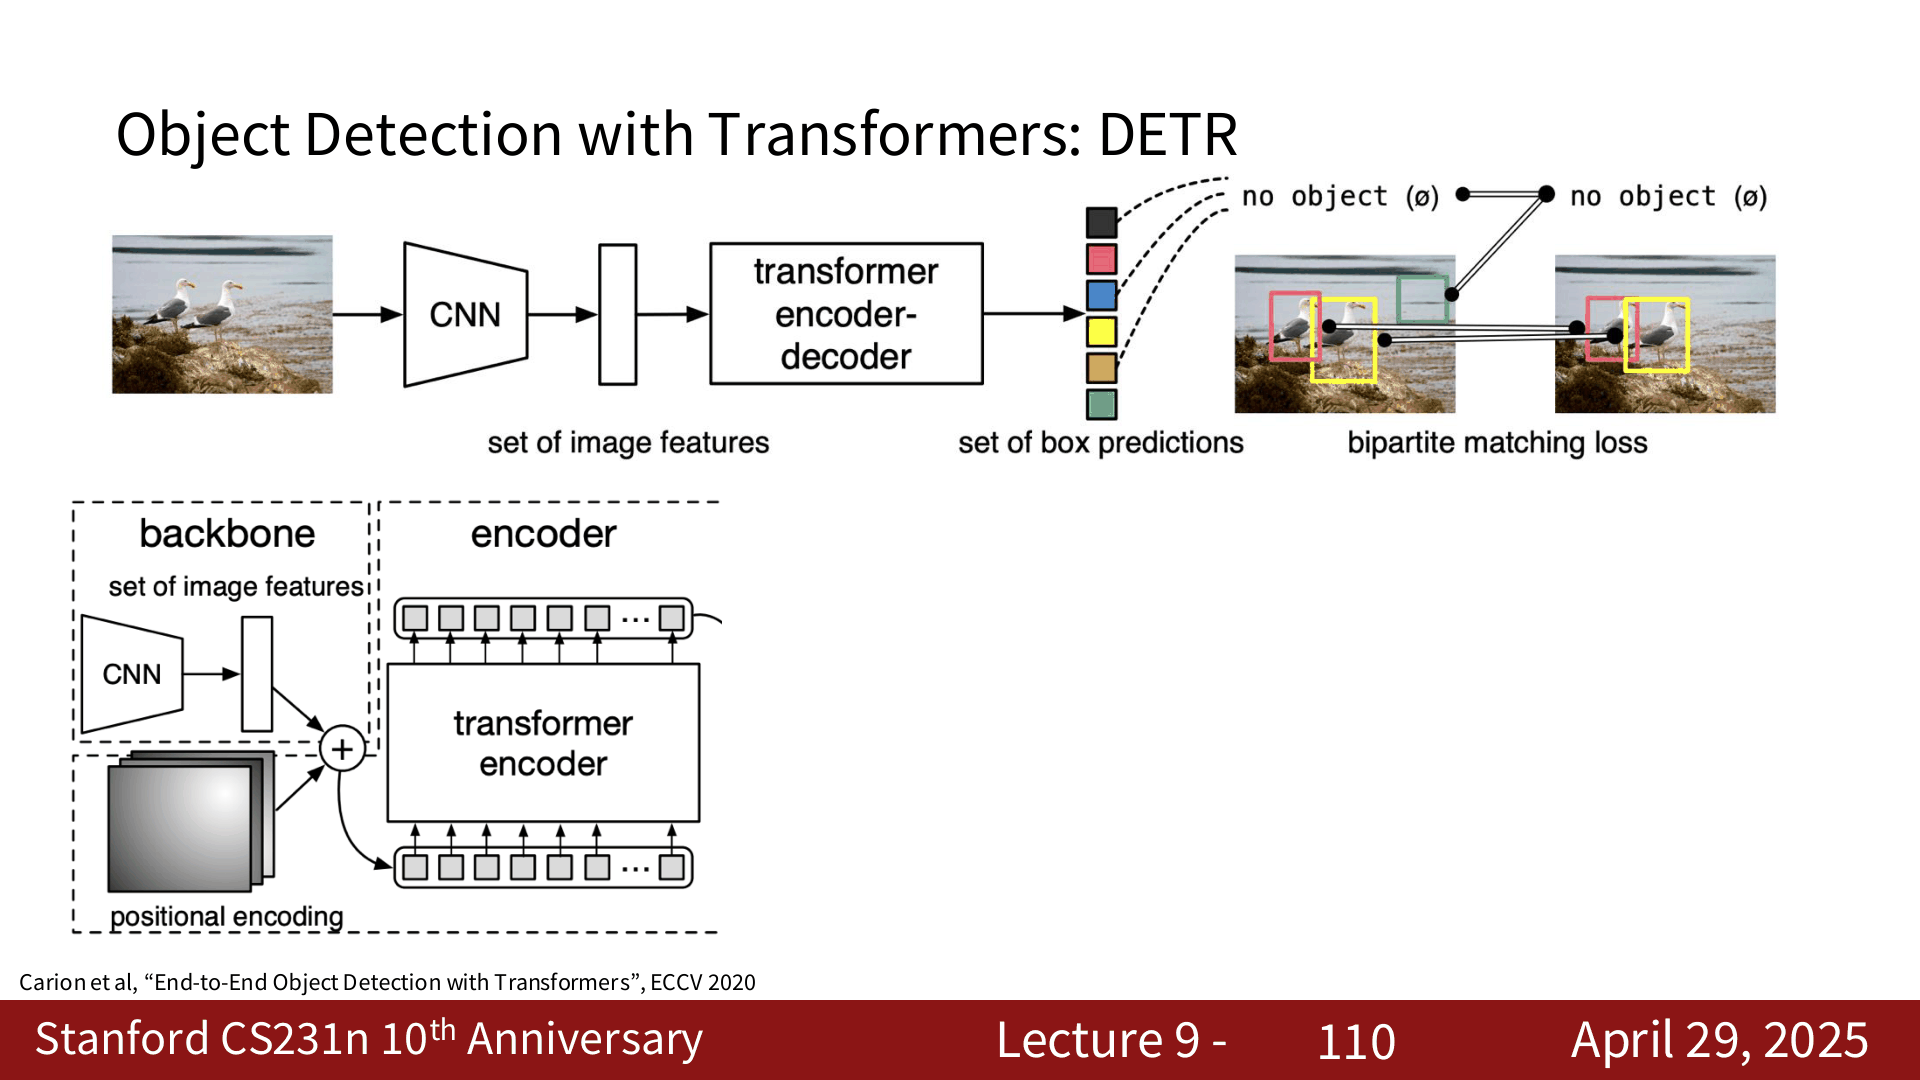 Object Detection with Transformers: DETR
no object (ø)
no object (ø)
CNN
transformer
encoder-
decoder
set of image features
set of box predictions
bipartite matching loss
backbone
encoder
set of image features
CNN
...
transformer
encoder
+
...
positional encoding
Carion et al, “End-to-End Object Detection with Transformers”, ECCV 2020
Stanford CS231n 10th Anniversary
Lecture 9 -
110
April 29, 2025